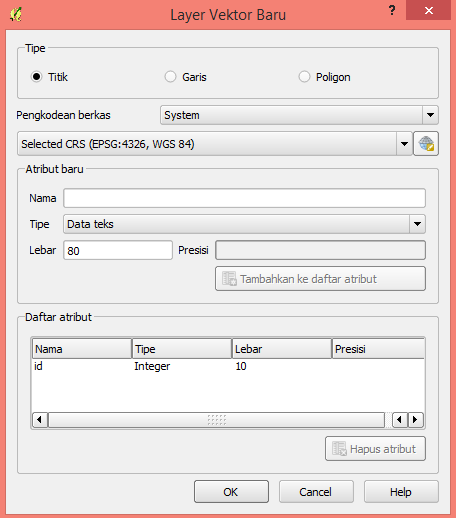 Layer Vektor Baru
?
Tipe
Titik Garis Poligon
Pengkodean berkas System
Selected CRS (EPSG:4326, WGS 84)
Atribut baru
Nama
Tipe Data teks
Lebar 80 Presisi
Tambahkan ke daftar atribut
Daftar atribut
Nama Tipe Lebar Presisi
id Integer 10
Hapus atribut
OK Cancel Help